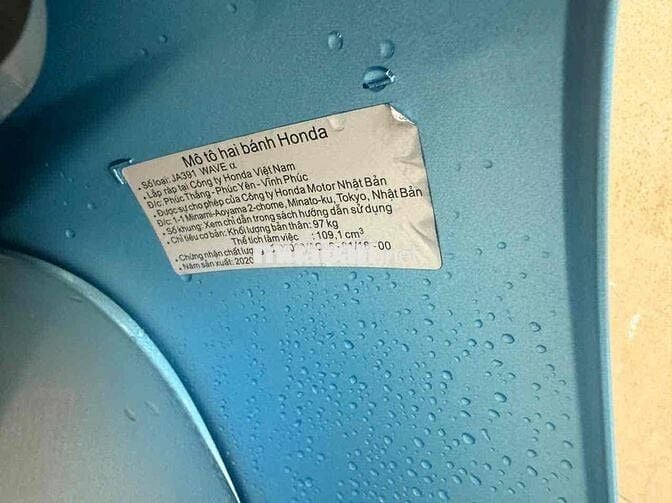 Mô tô hai bánh Honda
• Số loại: JA391 WAVE α
• Lắp ráp tại Công ty Honda Việt Nam
Đ/c: Phúc Thắng - Phúc Yên - Vĩnh Phúc
• Được sự cho phép của Công ty Honda Motor Nhật Bản
Đ/c: 1-1 Minami-Aoyama 2-chome, Minato-ku, Tokyo, Nhật Bản
• Số khung: Xem chỉ dẫn trong sách hướng dẫn sử dụng
• Chỉ tiêu cơ bản: Khối lượng bản thân: 97 kg
Thể tích làm việc : 109,1 cm³
• Chứng nhận chất lượ -00
• Năm sản xuất: 2020